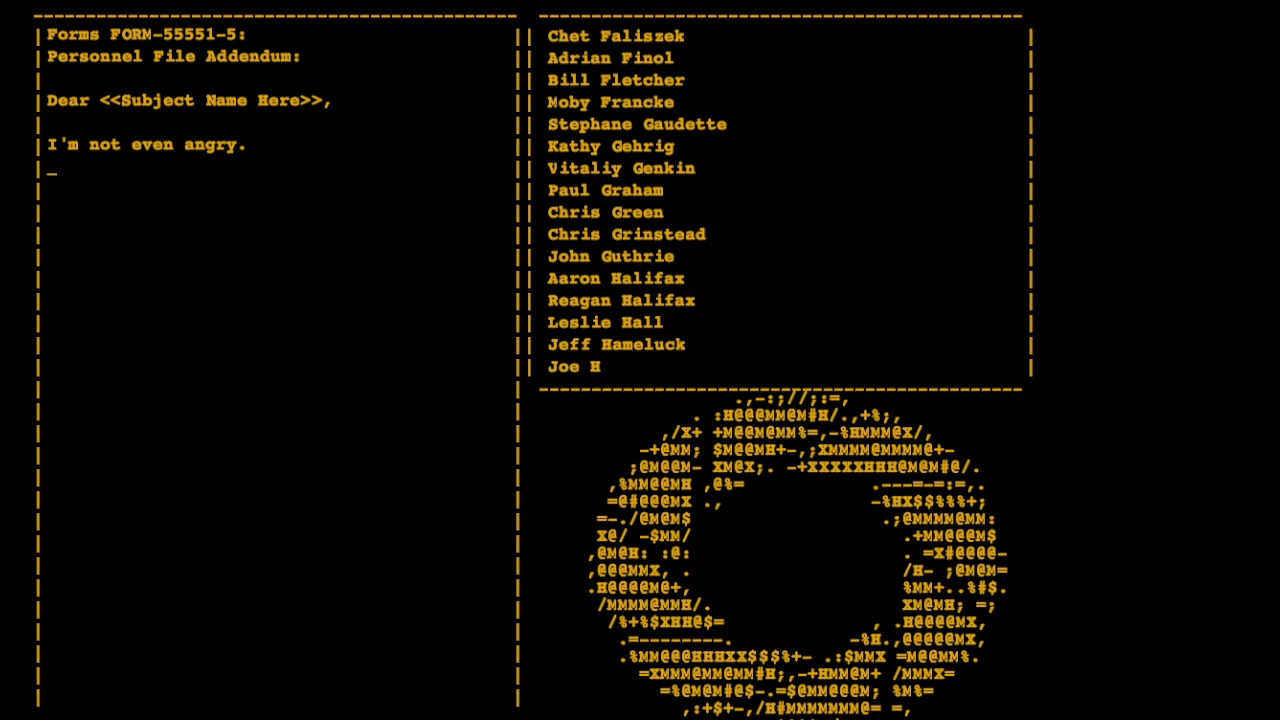 Forms FORM-55551-5:
Personnel File Addendum:
Dear <<Subject Name Here>>,
I'm not even angry.
_
Chet Faliszek
Adrian Finol
Bill Fletcher
Moby Francke
Stephane Gaudette
Kathy Gehrig
Vitaliy Genkin
Paul Graham
Chris Green
Chris Grinstead
John Guthrie
Aaron Halifax
Reagan Halifax
Leslie Hall
Jeff Hameluck
Joe H